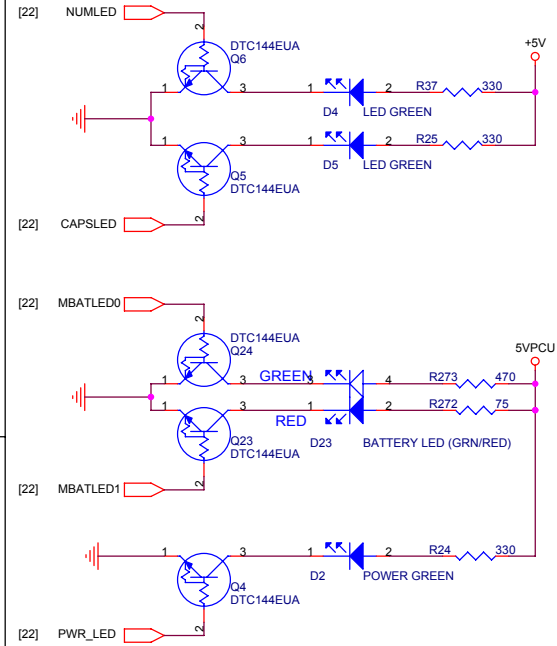 [22] NUMLED
2
DTC144EUA
Q6
+5V
1 3 1 2 R37 330
D4 LED GREEN
1 3 1 2 R25 330
D5 LED GREEN
Q5
DTC144EUA
2
[22] CAPSLED
[22] MBATLED0
2
DTC144EUA
Q24
5VPCU
1 3 GREEN 3 4 R273 470
1 3 RED 1 2 R272 75
D23 BATTERY LED (GRN/RED)
Q23
DTC144EUA
2
[22] MBATLED1
1 3 1 2 R24 330
D2 POWER GREEN
Q4
DTC144EUA
2
[22] PWR_LED